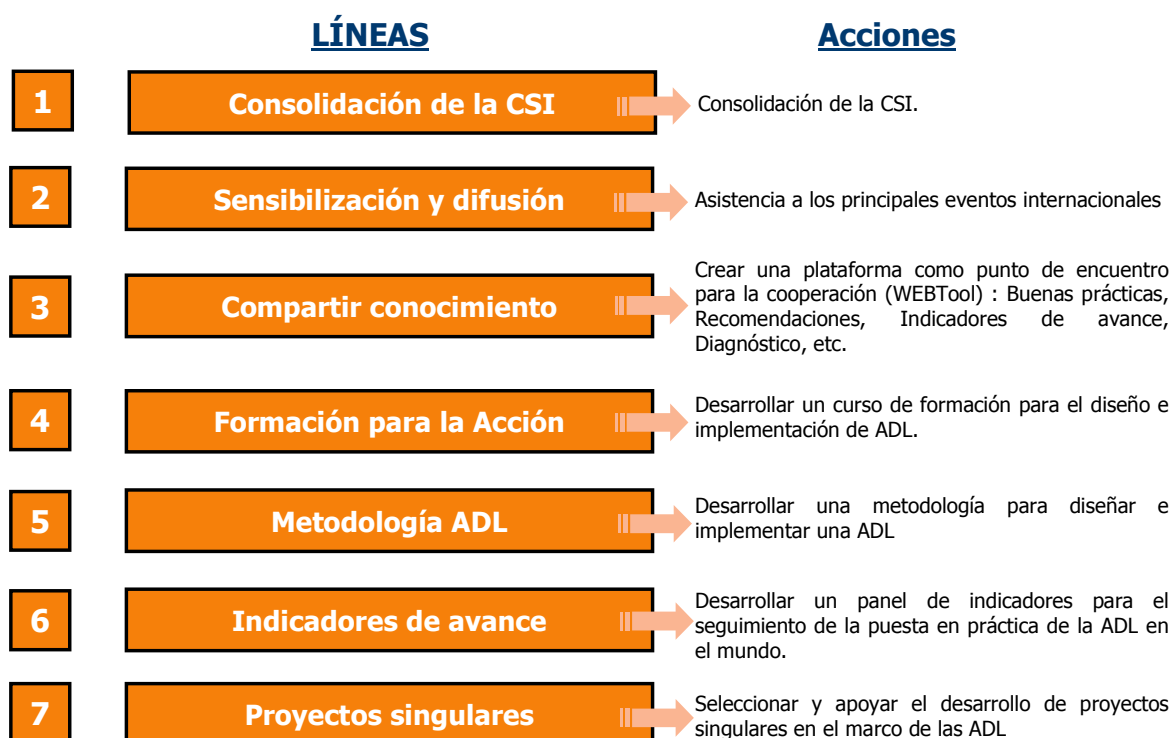 LÍNEAS Acciones
1 Consolidación de la CSI Consolidación de la CSI.
2 Sensibilización y difusión Asistencia a los principales eventos internacionales
3 Compartir conocimiento
Crear una plataforma como punto de encuentro
para la cooperación (WEBTool) : Buenas prácticas,
Recomendaciones, Indicadores de avance,
Diagnóstico, etc.
4 Formación para la Acción
Desarrollar un curso de formación para el diseño e
implementación de ADL.
5 Metodología ADL
Desarrollar una metodología para diseñar e
implementar una ADL
6 Indicadores de avance
Desarrollar un panel de indicadores para el
seguimiento de la puesta en práctica de la ADL en
el mundo.
7 Proyectos singulares
Seleccionar y apoyar el desarrollo de proyectos
singulares en el marco de las ADL